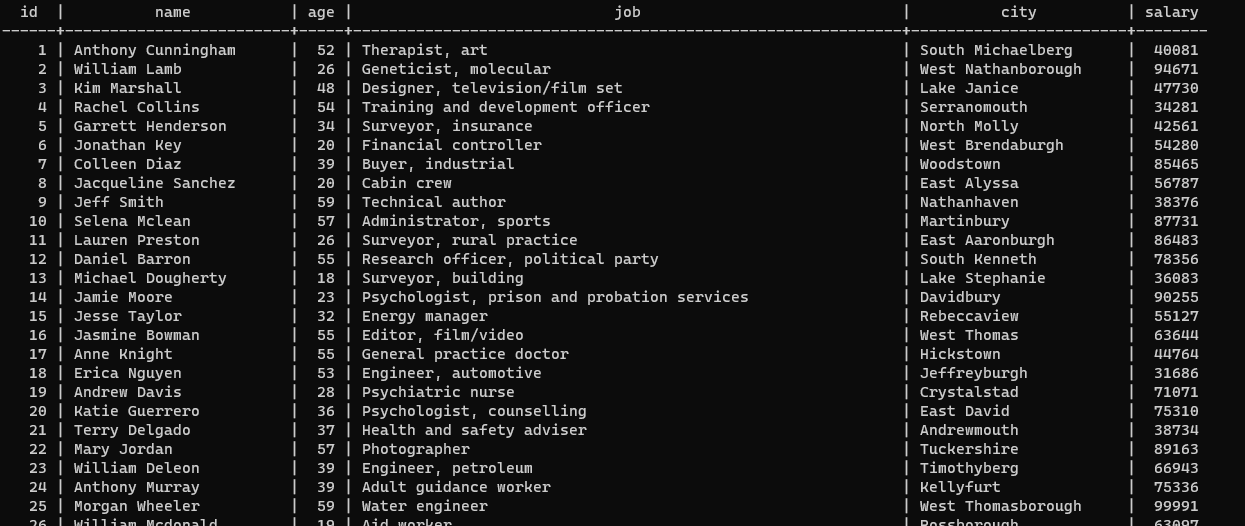 id | name | age | job | city | salary
------+-------------------------+-----+-------------------------------------------------------------+------------------------+--------
1 | Anthony Cunningham | 52 | Therapist, art | South Michaelberg | 40081
2 | William Lamb | 26 | Geneticist, molecular | West Nathanborough | 94671
3 | Kim Marshall | 48 | Designer, television/film set | Lake Janice | 47730
4 | Rachel Collins | 54 | Training and development officer | Serranomouth | 34281
5 | Garrett Henderson | 34 | Surveyor, insurance | North Molly | 42561
6 | Jonathan Key | 20 | Financial controller | West Brendaburgh | 54280
7 | Colleen Diaz | 39 | Buyer, industrial | Woodstown | 85465
8 | Jacqueline Sanchez | 20 | Cabin crew | East Alyssa | 56787
9 | Jeff Smith | 59 | Technical author | Nathanhaven | 38376
10 | Selena Mclean | 57 | Administrator, sports | Martinbury | 87731
11 | Lauren Preston | 26 | Surveyor, rural practice | East Aaronburgh | 86483
12 | Daniel Barron | 55 | Research officer, political party | South Kenneth | 78356
13 | Michael Dougherty | 18 | Surveyor, building | Lake Stephanie | 36083
14 | Jamie Moore | 23 | Psychologist, prison and probation services | Davidbury | 90255
15 | Jesse Taylor | 32 | Energy manager | Rebeccaview | 55127
16 | Jasmine Bowman | 55 | Editor, film/video | West Thomas | 63644
17 | Anne Knight | 55 | General practice doctor | Hickstown | 44764
18 | Erica Nguyen | 53 | Engineer, automotive | Jeffreyburgh | 31686
19 | Andrew Davis | 28 | Psychiatric nurse | Crystalstad | 71071
20 | Katie Guerrero | 36 | Psychologist, counselling | East David | 75310
21 | Terry Delgado | 37 | Health and safety adviser | Andrewmouth | 38734
22 | Mary Jordan | 57 | Photographer | Tuckershire | 89163
23 | William Deleon | 39 | Engineer, petroleum | Timothyberg | 66943
24 | Anthony Murray | 39 | Adult guidance worker | Kellyfurt | 75336
25 | Morgan Wheeler | 59 | Water engineer | West Thomasborough | 99991
26 | William Mcdonald | 19 | Aid worker | Rossborough | 63097